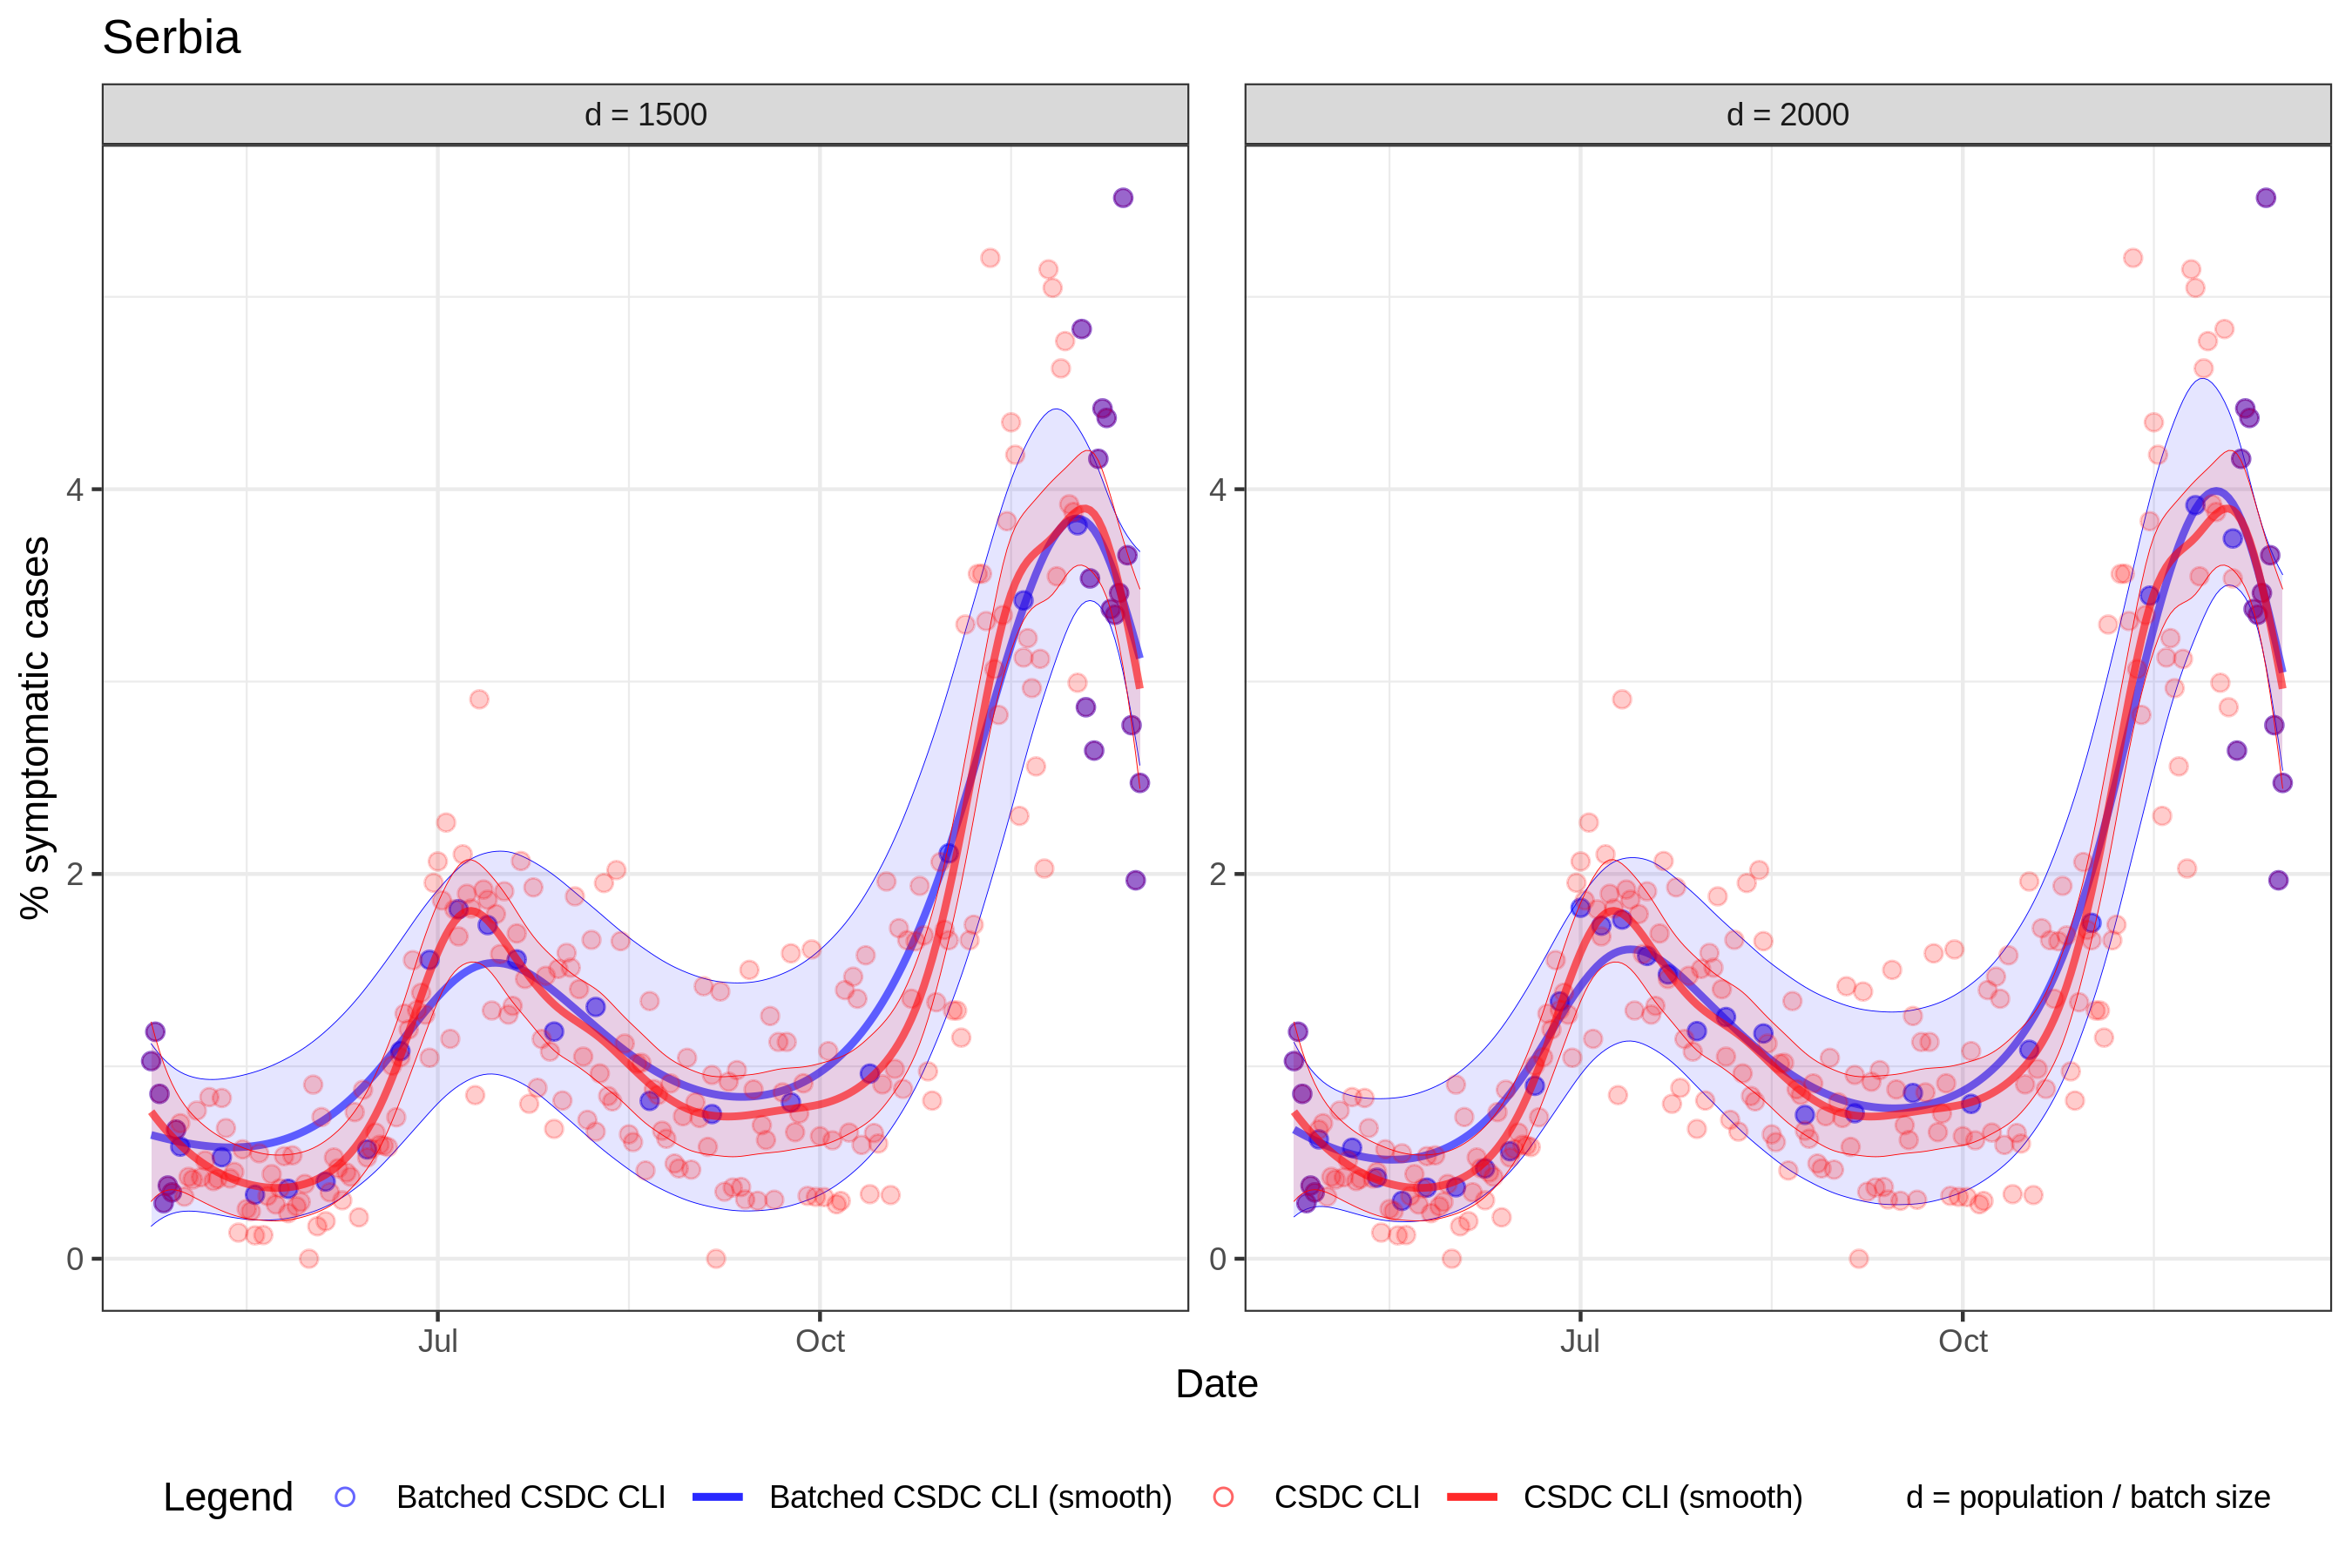 Serbia
d = 1500
d = 2000
% symptomatic cases
4
2
0
4
2
0
Jul
Oct
Jul
Oct
Date
Legend
Batched CSDC CLI
Batched CSDC CLI (smooth)
CSDC CLI
CSDC CLI (smooth)
d = population / batch size